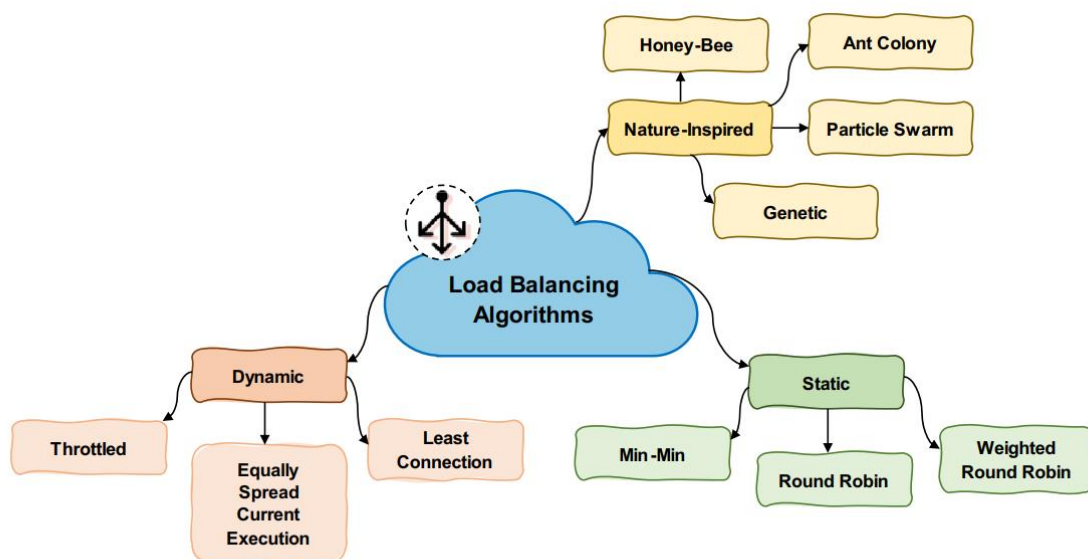 Honey-Bee
Ant Colony
Nature-Inspired
Particle Swarm
Genetic
Load Balancing
Algorithms
Dynamic
Throttled
Equally
Spread
Current
Execution
Least
Connection
Static
Min-Min
Round Robin
Weighted
Round Robin